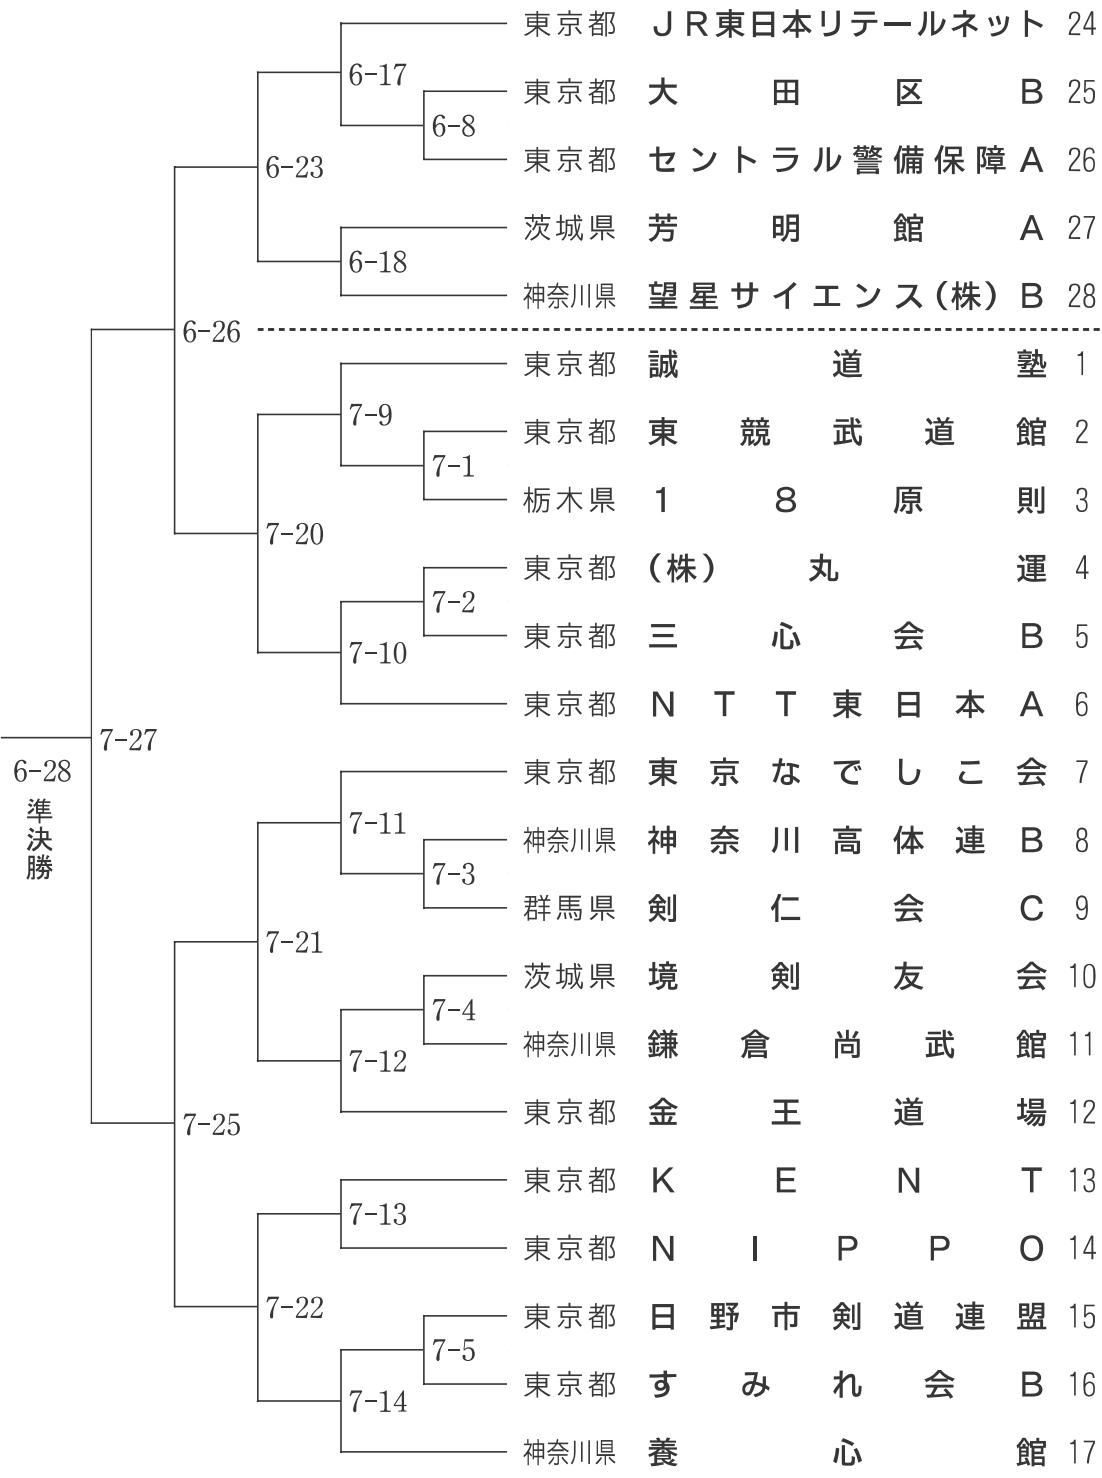 東京都 ＪＲ東日本リテールネット 24
6-17
東京都 大田区B 25
6-8
東京都 セントラル警備保障A 26
6-23
茨城県 芳明館A 27
6-18
神奈川県 望星サイエンス(株)B 28
6-26
東京都 誠道塾 1
7-9
東京都 東競武道館 2
7-1
栃木県 18原則 3
7-20
東京都 (株)丸運 4
7-2
東京都 三心会B 5
7-10
東京都 NTT東日本A 6
7-27
6-28
準決勝
東京都 東京なでしこ会 7
7-11
神奈川県 神奈川高体連B 8
7-3
群馬県 剣仁会C 9
7-21
茨城県 境剣友会 10
7-4
神奈川県 鎌倉尚武館 11
7-12
東京都 金王道場 12
7-25
東京都 KENT 13
7-13
東京都 NIPPO 14
7-22
東京都 日野市剣道連盟 15
7-5
東京都 すみれ会B 16
7-14
神奈川県 養心館 17